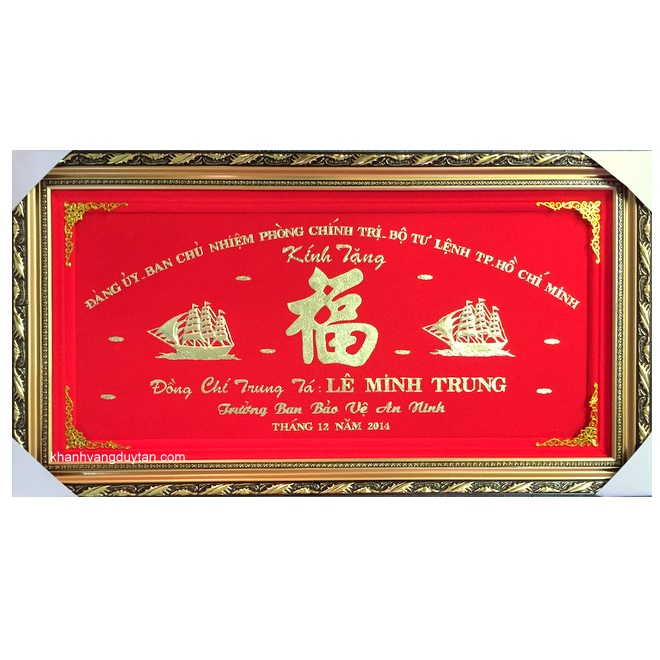 ĐẢNG ỦY_BAN CHỦ NHIỆM PHÒNG CHÍNH TRỊ_BỘ TƯ LỆNH TP.HỒ CHÍ MINH
Kính Tặng
福
Đồng Chí Trung Tá : LÊ MINH TRUNG
Trưởng Ban Bảo Vệ An Ninh
THÁNG 12 NĂM 2014
khanhvangduytan.com